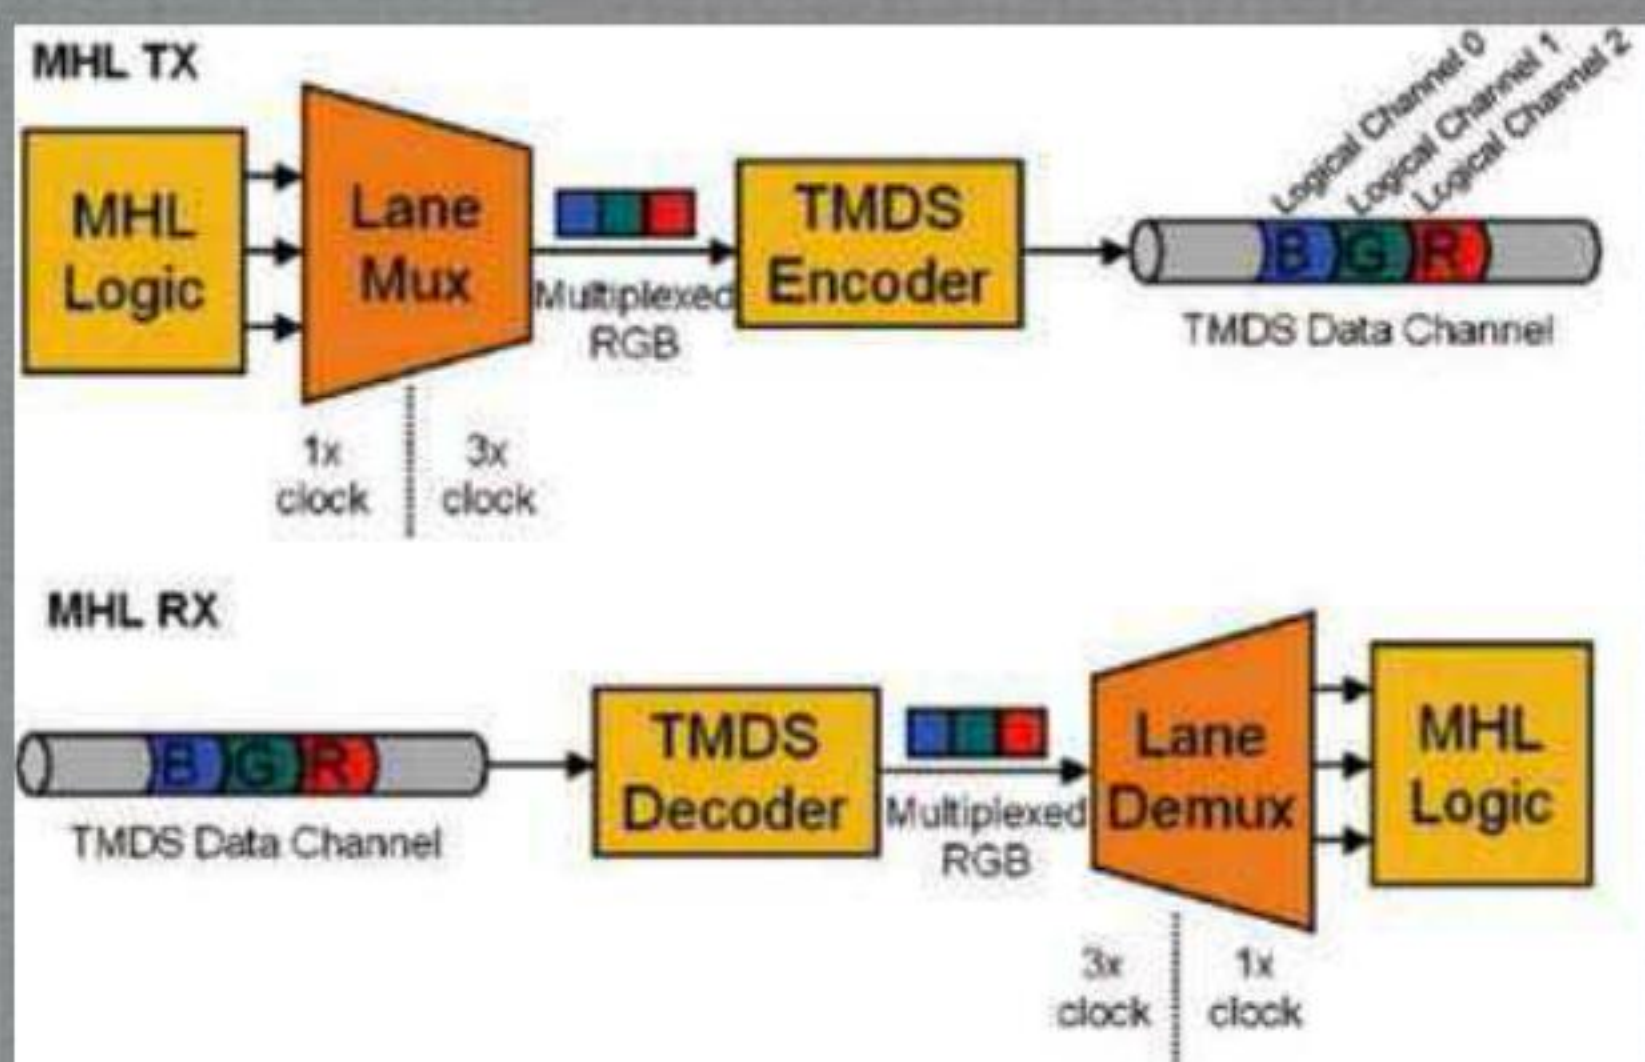 MHL TX
MHL
Logic
Lane
Mux
Multiplexed
RGB
TMDS
Encoder
Logical Channel 0
Logical Channel 1
Logical Channel 2
B G R
TMDS Data Channel
1x
clock
3x
clock
MHL RX
B G R
TMDS Data Channel
TMDS
Decoder
Multiplexed
RGB
Lane
Demux
MHL
Logic
3x
clock
1x
clock